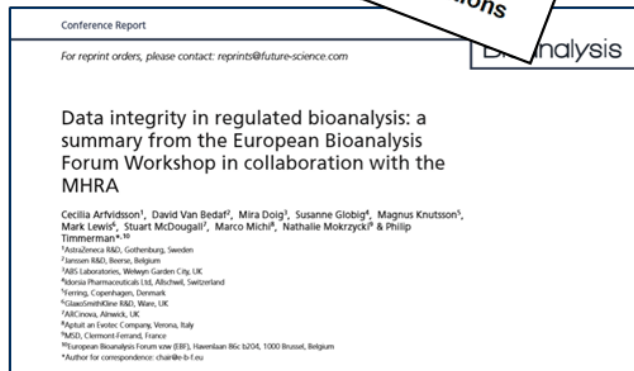 ons
Conference Report
For reprint orders, please contact: reprints@future-science.com
nalysis
Data integrity in regulated bioanalysis: a
summary from the European Bioanalysis
Forum Workshop in collaboration with the
MHRA
Cecilia Arfvidsson¹, David Van Bedaf², Mira Doig³, Susanne Globig⁴, Magnus Knutsson⁵,
Mark Lewis⁶, Stuart McDougall⁷, Marco Michi⁸, Nathalie Mokrzycki⁹ & Philip
Timmerman*,¹⁰
¹AstraZeneca R&D, Gothenburg, Sweden
²Janssen R&D, Beerse, Belgium
³ABS Laboratories, Welwyn Garden City, UK
⁴Idorsia Pharmaceuticals Ltd, Allschwil, Switzerland
⁵Ferring, Copenhagen, Denmark
⁶GlaxoSmithKline R&D, Ware, UK
⁷ARCinova, Alnwick, UK
⁸Aptuit an Evotec Company, Verona, Italy
⁹MSD, Clermont-Ferrand, France
¹⁰European Bioanalysis Forum vzw (EBF), Havenlaan 86c b204, 1000 Brussel, Belgium
*Author for correspondence: chair@e-b-f.eu